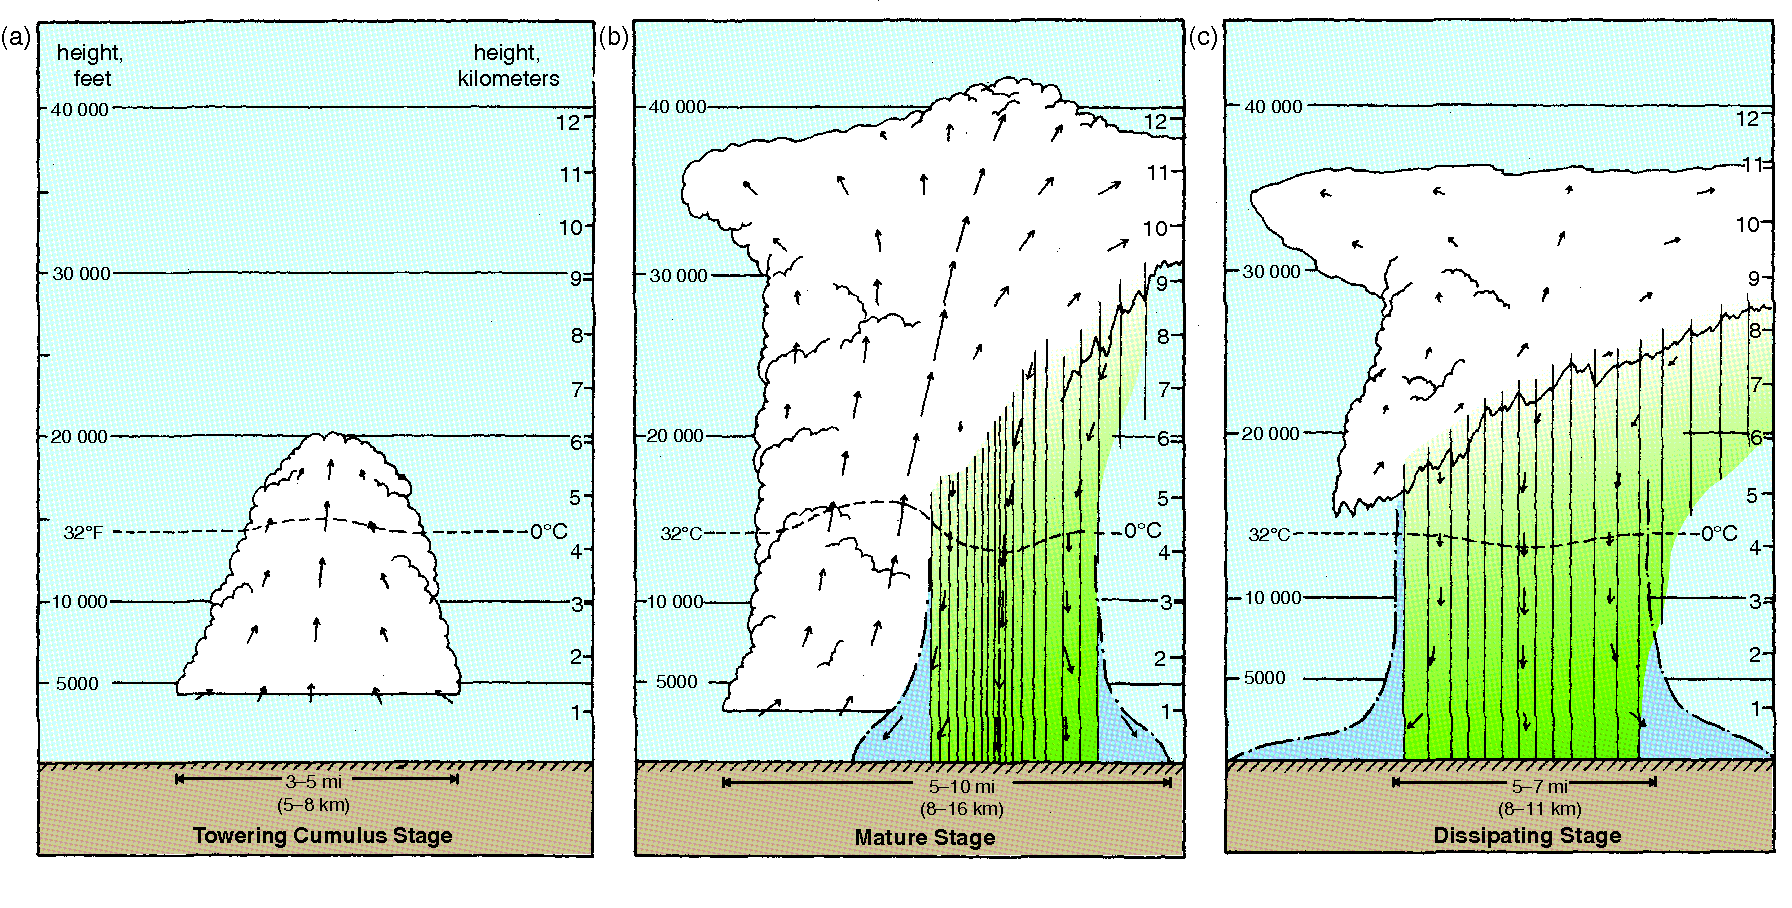 (a)
height,
feet
height,
kilometers
40 000
12
11
10
30 000
9
8
7
20 000
6
5
32°F
0°C
4
10 000
3
2
5000
1
3–5 mi
(5–8 km)
Towering Cumulus Stage
(b)
40 000
12
11
10
30 000
9
8
7
20 000
6
5
32°C
0°C
4
10 000
3
2
5000
1
5–10 mi
(8–16 km)
Mature Stage
(c)
40 000
12
11
10
30 000
9
8
7
20 000
6
5
32°C
0°C
4
10 000
3
2
5000
1
5–7 mi
(8–11 km)
Dissipating Stage